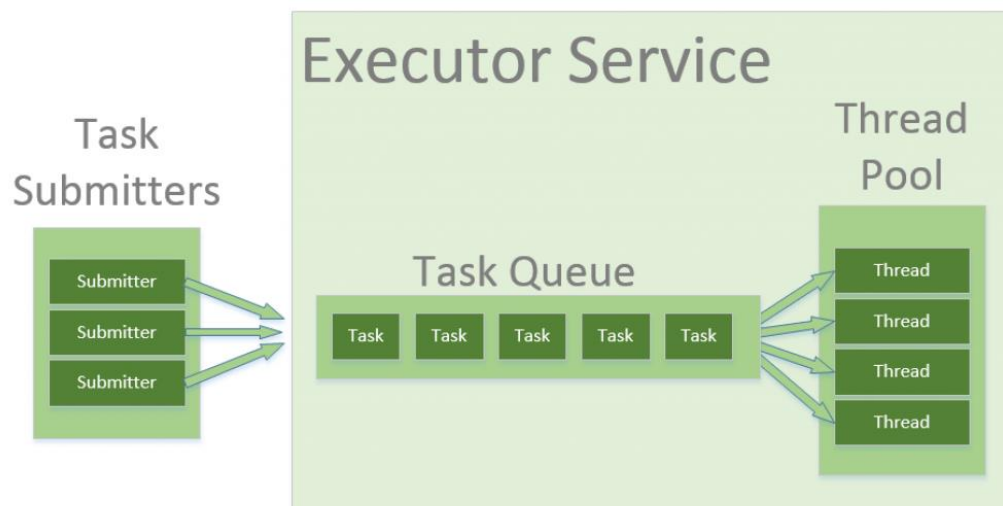 Executor Service
Task
Submitters
Submitter
Submitter
Submitter
Task Queue
Task Task Task Task Task
Thread
Pool
Thread
Thread
Thread
Thread